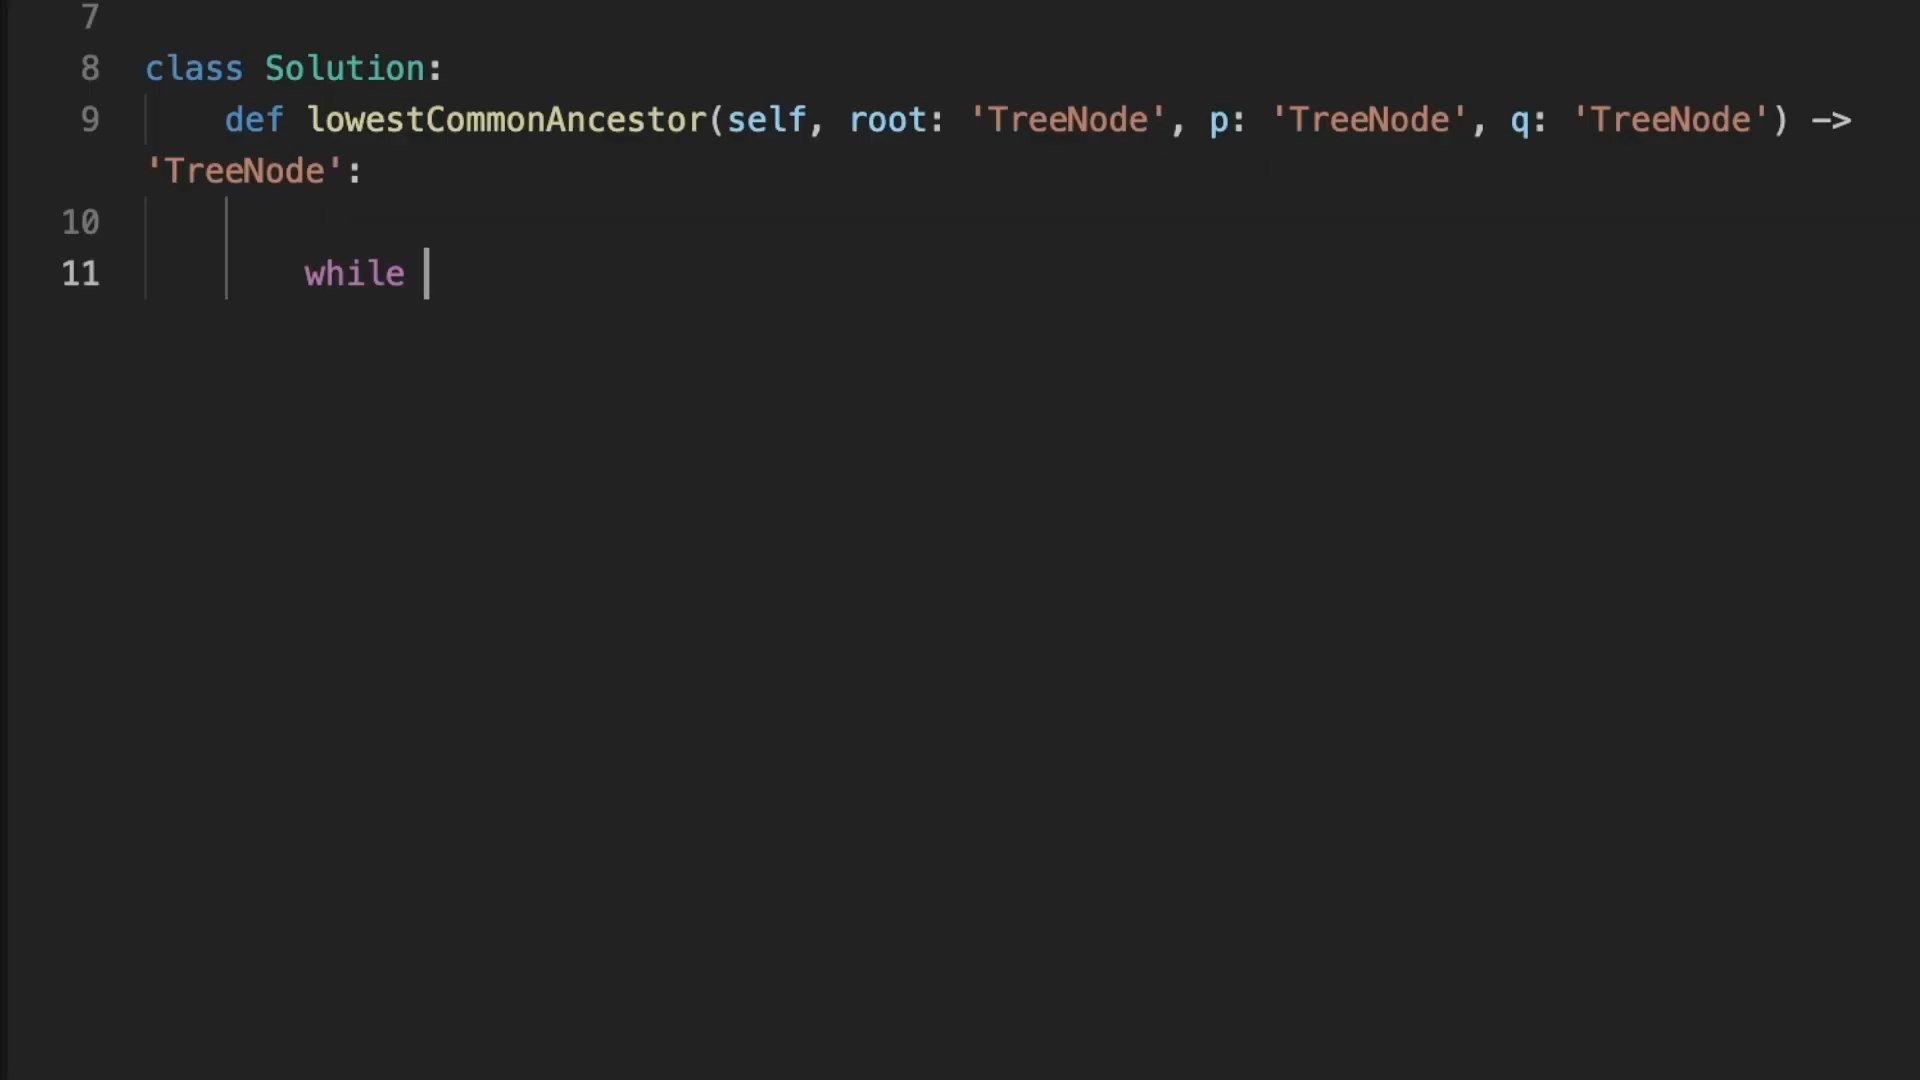 7
8 class Solution:
9 def lowestCommonAncestor(self, root: 'TreeNode', p: 'TreeNode', q: 'TreeNode') ->
'TreeNode':
10
11 while